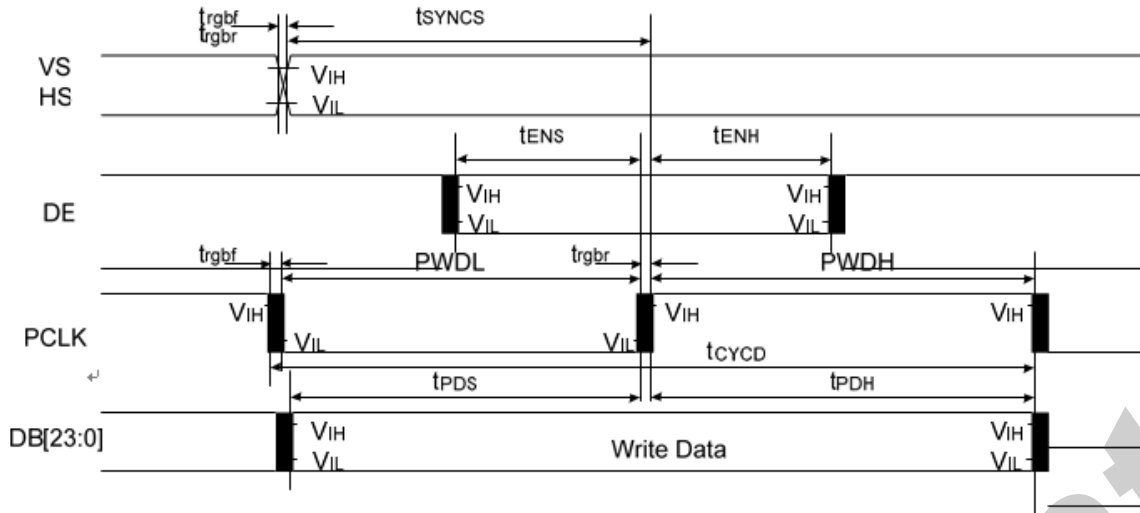 trgbf
trgbr
tSYNCS
VS
HS
VIH
VIL
tENS
tENH
DE
VIH
VIL
VIH
VIL
trgbf
PWDL
trgbr
PWDH
PCLK
VIH
VIL
VIL
VIH
VIH
tCYCD
tPDS
tPDH
DB[23:0]
VIH
VIL
Write Data
VIH
VIL